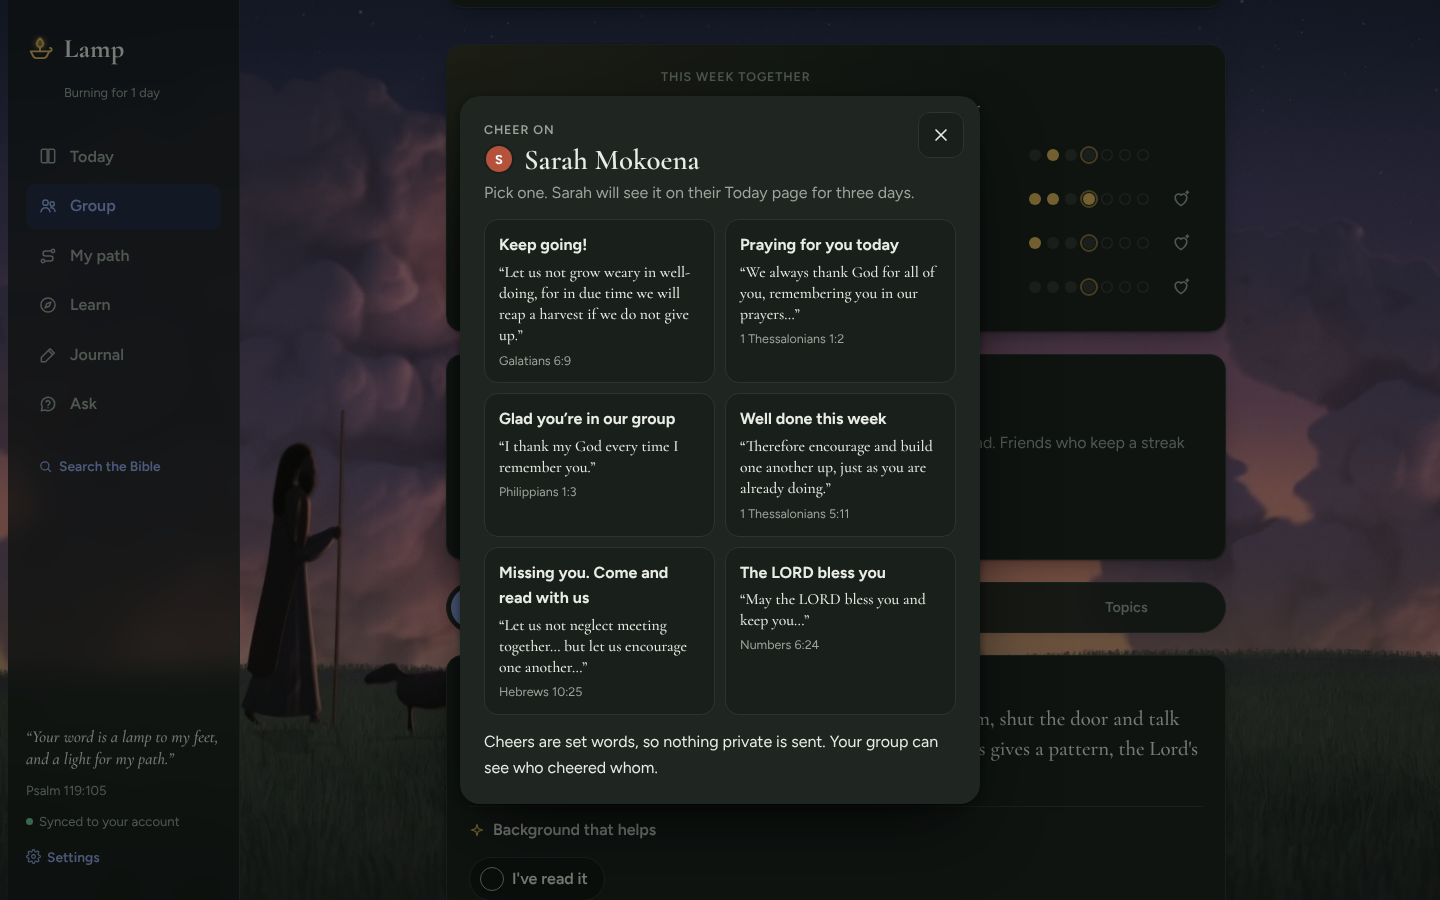 Lamp
Burning for 1 day
Today
Group
My path
Learn
Journal
Ask
Search the Bible
“Your word is a lamp to my feet,
and a light for my path.”
Psalm 119:105
Synced to your account
Settings
THIS WEEK TOGETHER
CHEER ON
S
Sarah Mokoena
Pick one. Sarah will see it on their Today page for three days.
Keep going!
“Let us not grow weary in well-
doing, for in due time we will
reap a harvest if we do not give
up.”
Galatians 6:9
Praying for you today
“We always thank God for all of
you, remembering you in our
prayers...”
1 Thessalonians 1:2
Glad you’re in our group
“I thank my God every time I
remember you.”
Philippians 1:3
Well done this week
“Therefore encourage and build
one another up, just as you are
already doing.”
1 Thessalonians 5:11
Missing you. Come and
read with us
“Let us not neglect meeting
together... but let us encourage
one another...”
Hebrews 10:25
The LORD bless you
“May the LORD bless you and
keep you...”
Numbers 6:24
Cheers are set words, so nothing private is sent. Your group can
see who cheered whom.
Friends who keep a streak
Topics
shut the door and talk
gives a pattern, the Lord's
Background that helps
I've read it